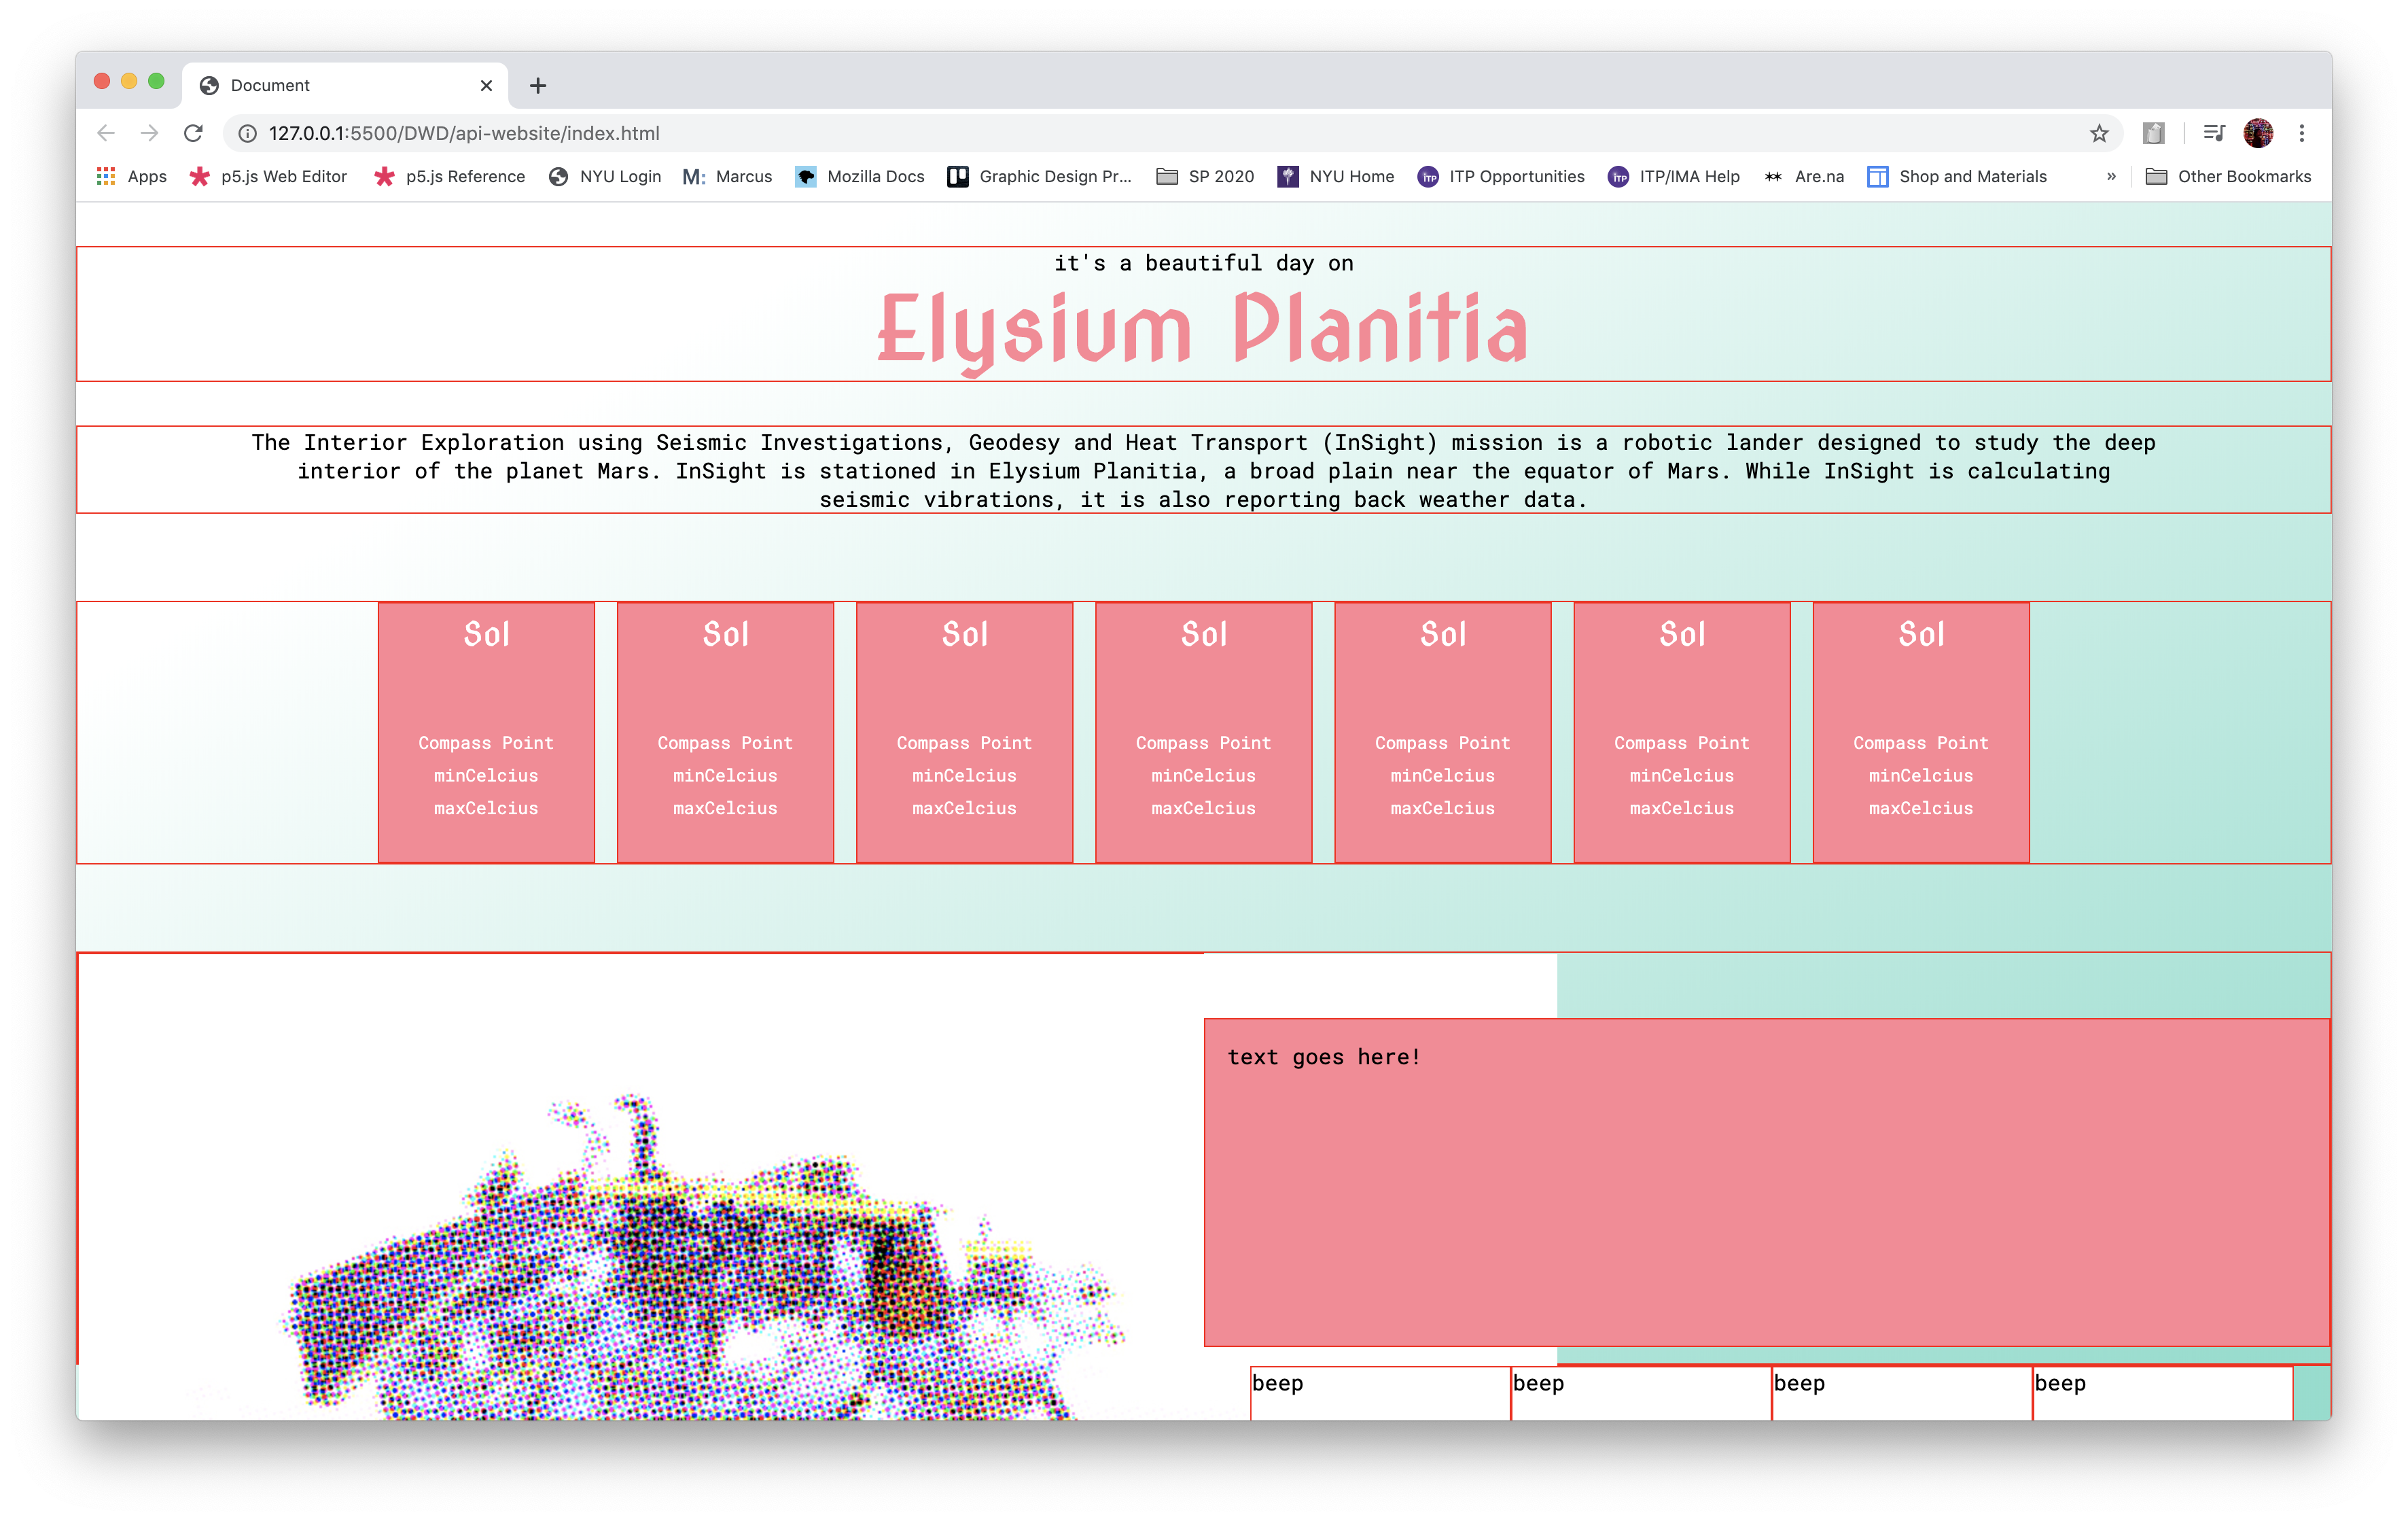 Document
127.0.0.1:5500/DWD/api-website/index.html
Apps p5.js Web Editor p5.js Reference NYU Login M: Marcus Mozilla Docs Graphic Design Pr... SP 2020 NYU Home ITP ITP Opportunities ITP ITP/IMA Help ** Are.na Shop and Materials » Other Bookmarks
it's a beautiful day on
Elysium Planitia
The Interior Exploration using Seismic Investigations, Geodesy and Heat Transport (InSight) mission is a robotic lander designed to study the deep
interior of the planet Mars. InSight is stationed in Elysium Planitia, a broad plain near the equator of Mars. While InSight is calculating
seismic vibrations, it is also reporting back weather data.
Sol Sol Sol Sol Sol Sol Sol
Compass Point Compass Point Compass Point Compass Point Compass Point Compass Point Compass Point
minCelcius minCelcius minCelcius minCelcius minCelcius minCelcius minCelcius
maxCelcius maxCelcius maxCelcius maxCelcius maxCelcius maxCelcius maxCelcius
text goes here!
beep beep beep beep